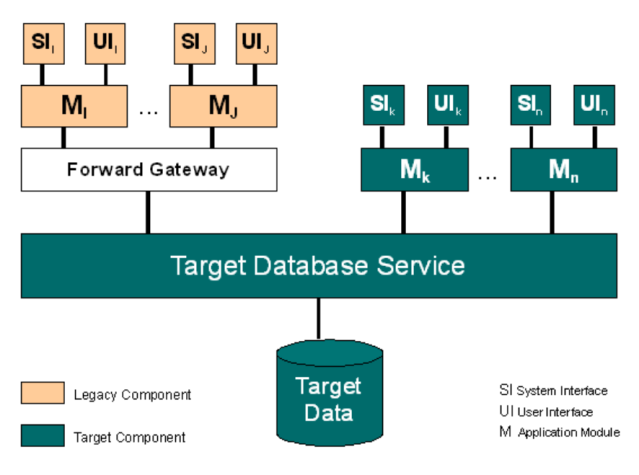 SI_I UI_I SI_J UI_J
M_I ... M_J
SI_k UI_k SI_n UI_n
Forward Gateway
M_k ... M_n
Target Database Service
Target
Data
Legacy Component
Target Component
SI System Interface
UI User Interface
M Application Module